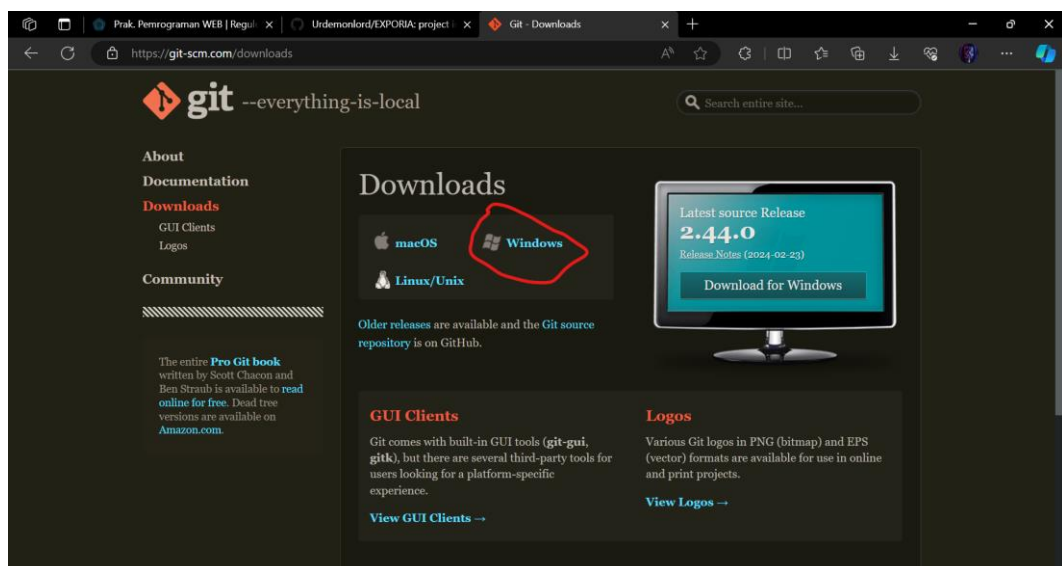 Prak. Pemrograman WEB | Regul
Urdemonlord/EXPORIA: project
Git - Downloads
https://git-scm.com/downloads
git --everything-is-local
Search entire site...
About
Documentation
Downloads
GUI Clients
Logos
Community
The entire Pro Git book
written by Scott Chacon and
Ben Straub is available to read
online for free. Dead tree
versions are available on
Amazon.com.
Downloads
macOS
Windows
Linux/Unix
Older releases are available and the Git source
repository is on GitHub.
Latest source Release
2.44.0
Release Notes (2024-02-23)
Download for Windows
GUI Clients
Git comes with built-in GUI tools (git-gui,
gitk), but there are several third-party tools for
users looking for a platform-specific
experience.
View GUI Clients →
Logos
Various Git logos in PNG (bitmap) and EPS
(vector) formats are available for use in online
and print projects.
View Logos →